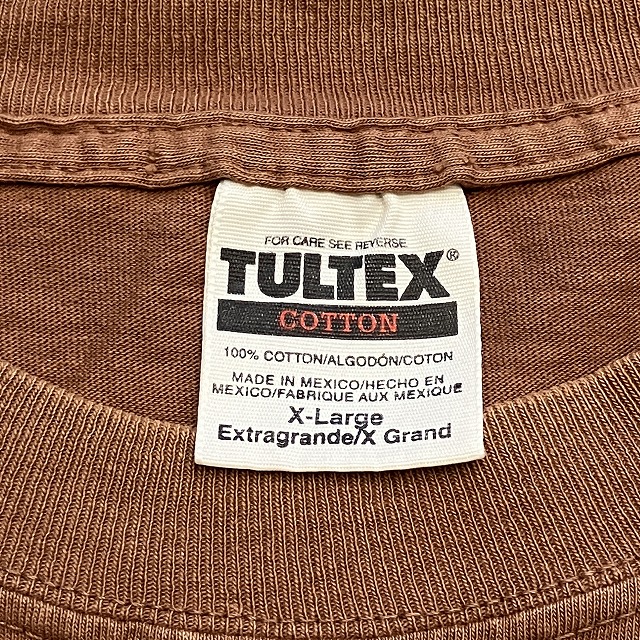 FOR CARE SEE REVERSE
TULTEX®
COTTON
100% COTTON/ALGODÓN/COTON
MADE IN MEXICO/HECHO EN
MEXICO/FABRIQUE AUX MEXIQUE
X-Large
Extragrande/X Grand